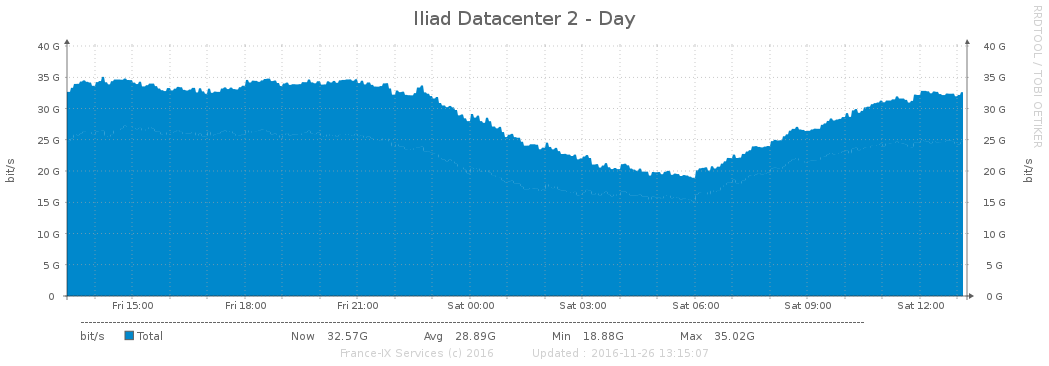 Iliad Datacenter 2 - Day
RRDTOOL / TOBI OETIKER
bit/s
40 G 40 G
35 G 35 G
30 G 30 G
25 G 25 G
20 G 20 G
15 G 15 G
10 G 10 G
5 G 5 G
0 0 G
bit/s
Fri 15:00 Fri 18:00 Fri 21:00 Sat 00:00 Sat 03:00 Sat 06:00 Sat 09:00 Sat 12:00
bit/s Total Now 32.57G Avg 28.89G Min 18.88G Max 35.02G
France-IX Services (c) 2016 Updated : 2016-11-26 13:15:07